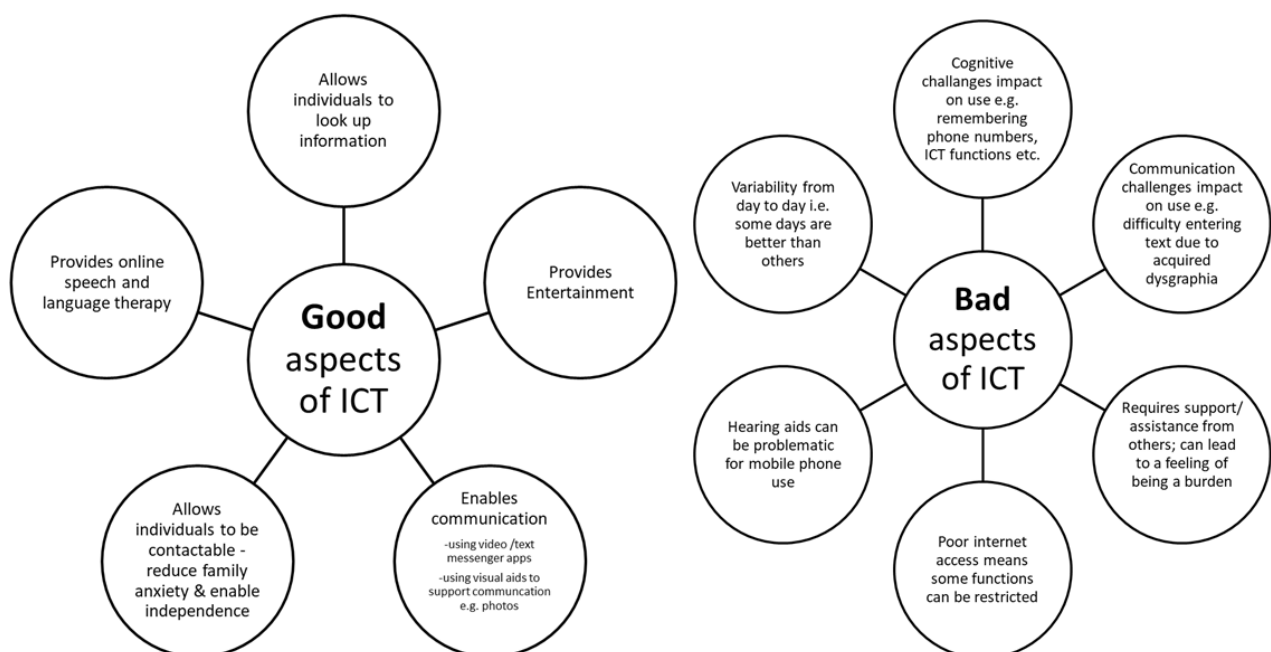 Allows
individuals to
look up
information
Provides
Entertainment
Enables
communication
-using video /text
messenger apps
-using visual aids to
support communcation
e.g. photos
Allows
individuals to be
contactable -
reduce family
anxiety & enable
independence
Provides online
speech and
language therapy
Good
aspects
of ICT
Cognitive
challanges impact
on use e.g.
remembering
phone numbers,
ICT functions etc.
Communication
challenges impact
on use e.g.
difficulty entering
text due to
acquired
dysgraphia
Requires support/
assistance from
others; can lead
to a feeling of
being a burden
Poor internet
access means
some functions
can be restricted
Hearing aids can
be problematic
for mobile phone
use
Variability from
day to day i.e.
some days are
better than
others
Bad
aspects
of ICT